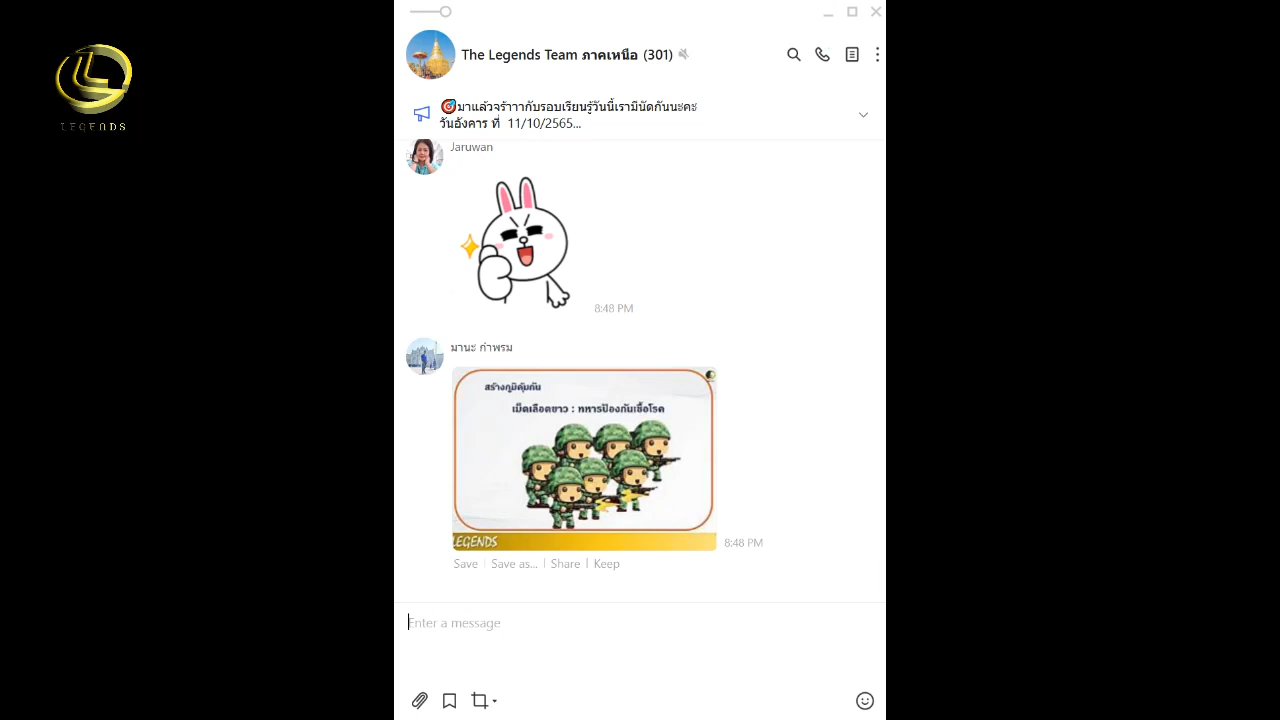 LEGENDS
The Legends Team ภาคเหนือ (301)
🎯มาแล้วจร้าาากับรอบเรียนรู้วันนี้เรามีนัดกันนะคะ
วันอังคาร ที่ 11/10/2565...
Jaruwan
8:48 PM
มานะ กำพรม
สร้างภูมิคุ้มกัน
เม็ดเลือดขาว : ทหารป้องกันเชื้อโรค
LEGENDS
8:48 PM
Save | Save as... | Share | Keep
Enter a message